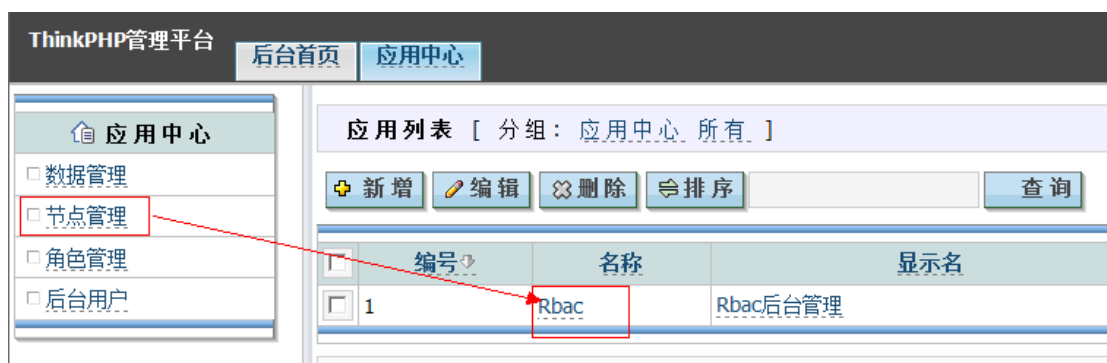 ThinkPHP管理平台
后台首页 应用中心
应用中心
数据管理
节点管理
角色管理
后台用户
应用列表 [ 分组： 应用中心 所有 ]
新增 编辑 删除 排序 查询
编号 名称 显示名
1 Rbac Rbac后台管理